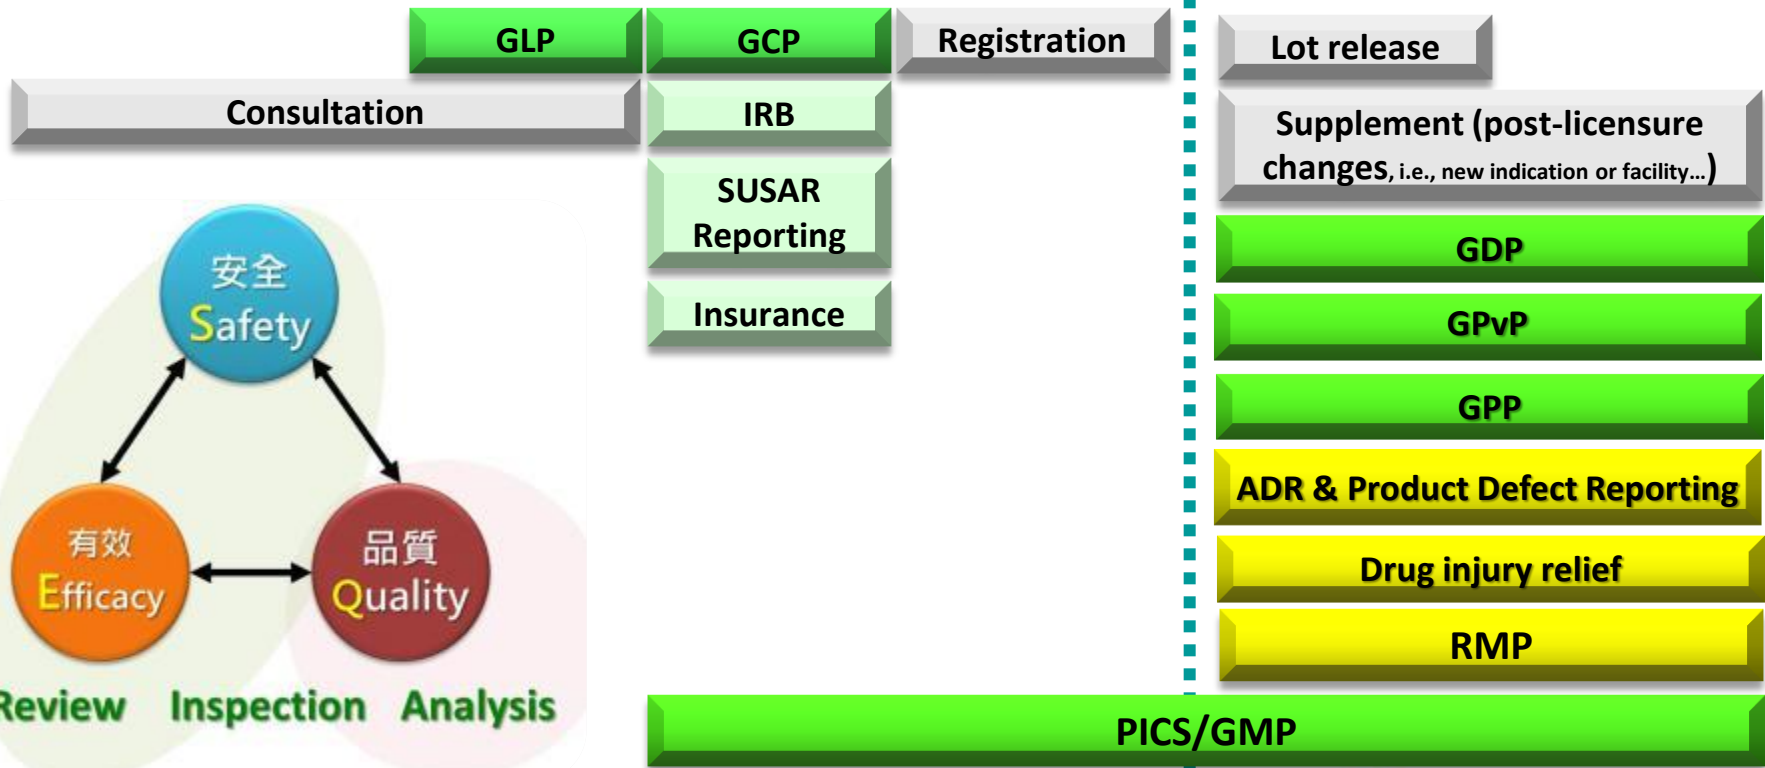 GLP
GCP
Registration
Lot release
Consultation
IRB
Supplement (post-licensure
changes, i.e., new indication or facility...)
SUSAR
Reporting
Insurance
GDP
GPvP
GPP
ADR & Product Defect Reporting
Drug injury relief
RMP
PICS/GMP
安全
Safety
有效
Efficacy
品質
Quality
Review Inspection Analysis